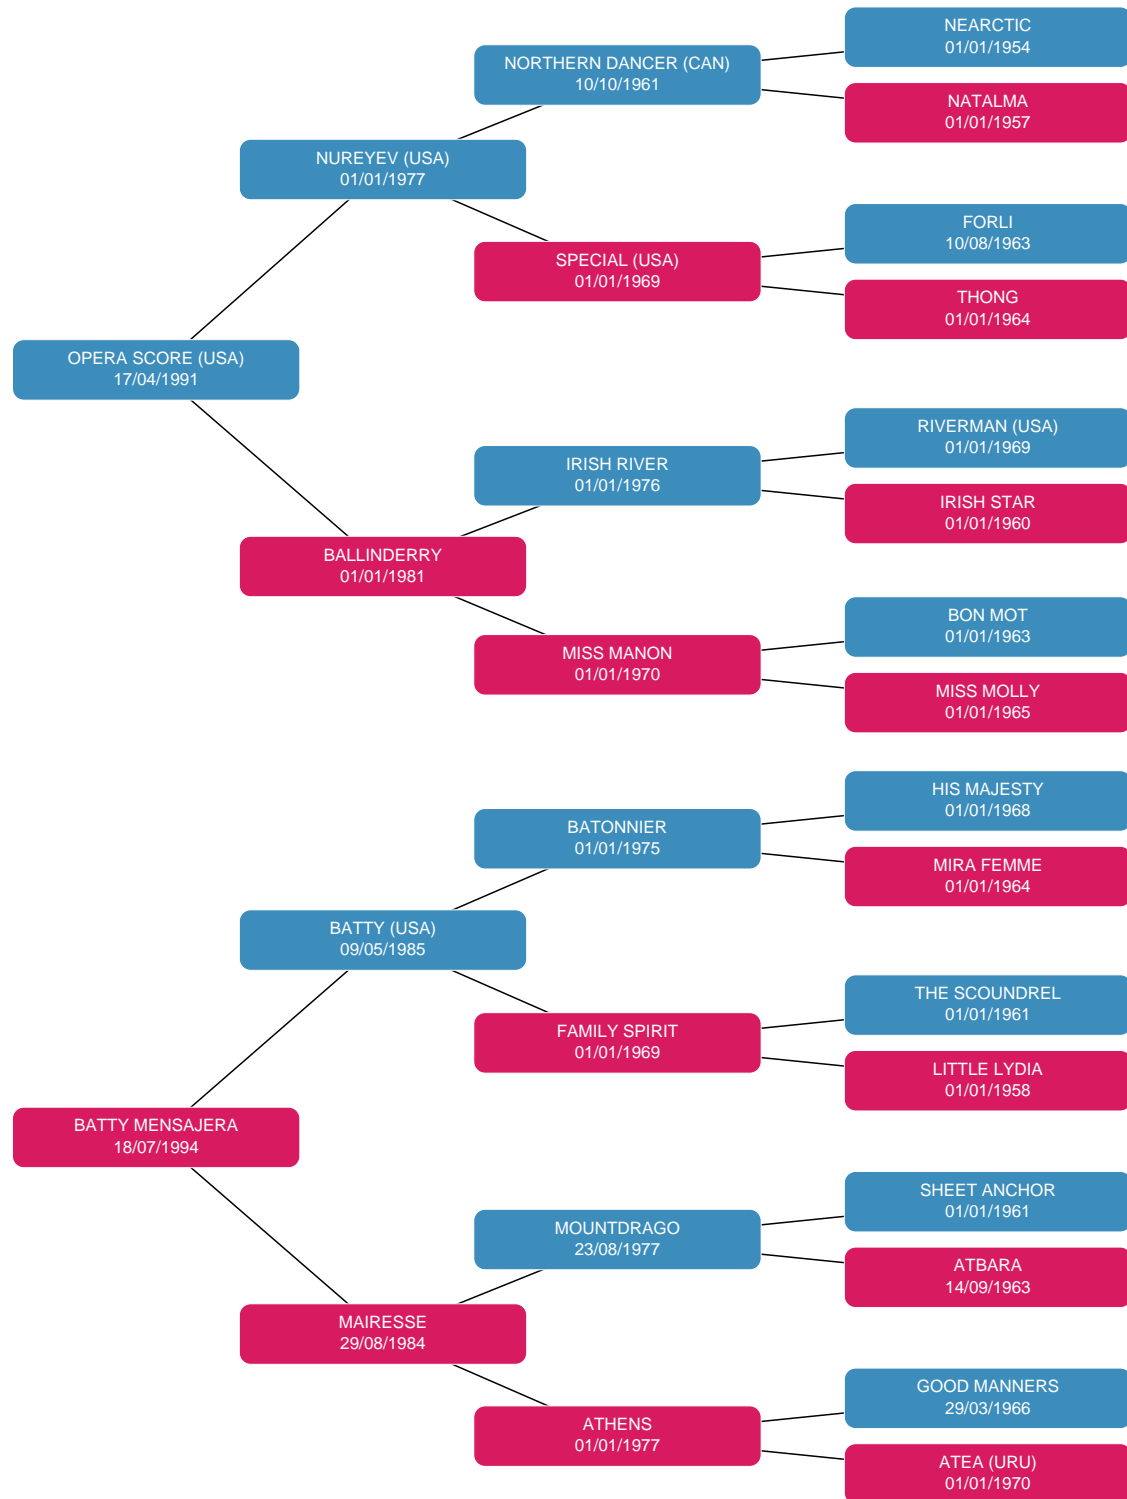 NEARCTIC
01/01/1954
NORTHERN DANCER (CAN)
10/10/1961
NATALMA
01/01/1957
NUREYEV (USA)
01/01/1977
FORLI
10/08/1963
SPECIAL (USA)
01/01/1969
THONG
01/01/1964
OPERA SCORE (USA)
17/04/1991
RIVERMAN (USA)
01/01/1969
IRISH RIVER
01/01/1976
IRISH STAR
01/01/1960
BALLINDERRY
01/01/1981
BON MOT
01/01/1963
MISS MANON
01/01/1970
MISS MOLLY
01/01/1965
HIS MAJESTY
01/01/1968
BATONNIER
01/01/1975
MIRA FEMME
01/01/1964
BATTY (USA)
09/05/1985
THE SCOUNDREL
01/01/1961
FAMILY SPIRIT
01/01/1969
LITTLE LYDIA
01/01/1958
BATTY MENSAJERA
18/07/1994
SHEET ANCHOR
01/01/1961
MOUNTDRAGO
23/08/1977
ATBARA
14/09/1963
MAIRESSE
29/08/1984
GOOD MANNERS
29/03/1966
ATHENS
01/01/1977
ATEA (URU)
01/01/1970